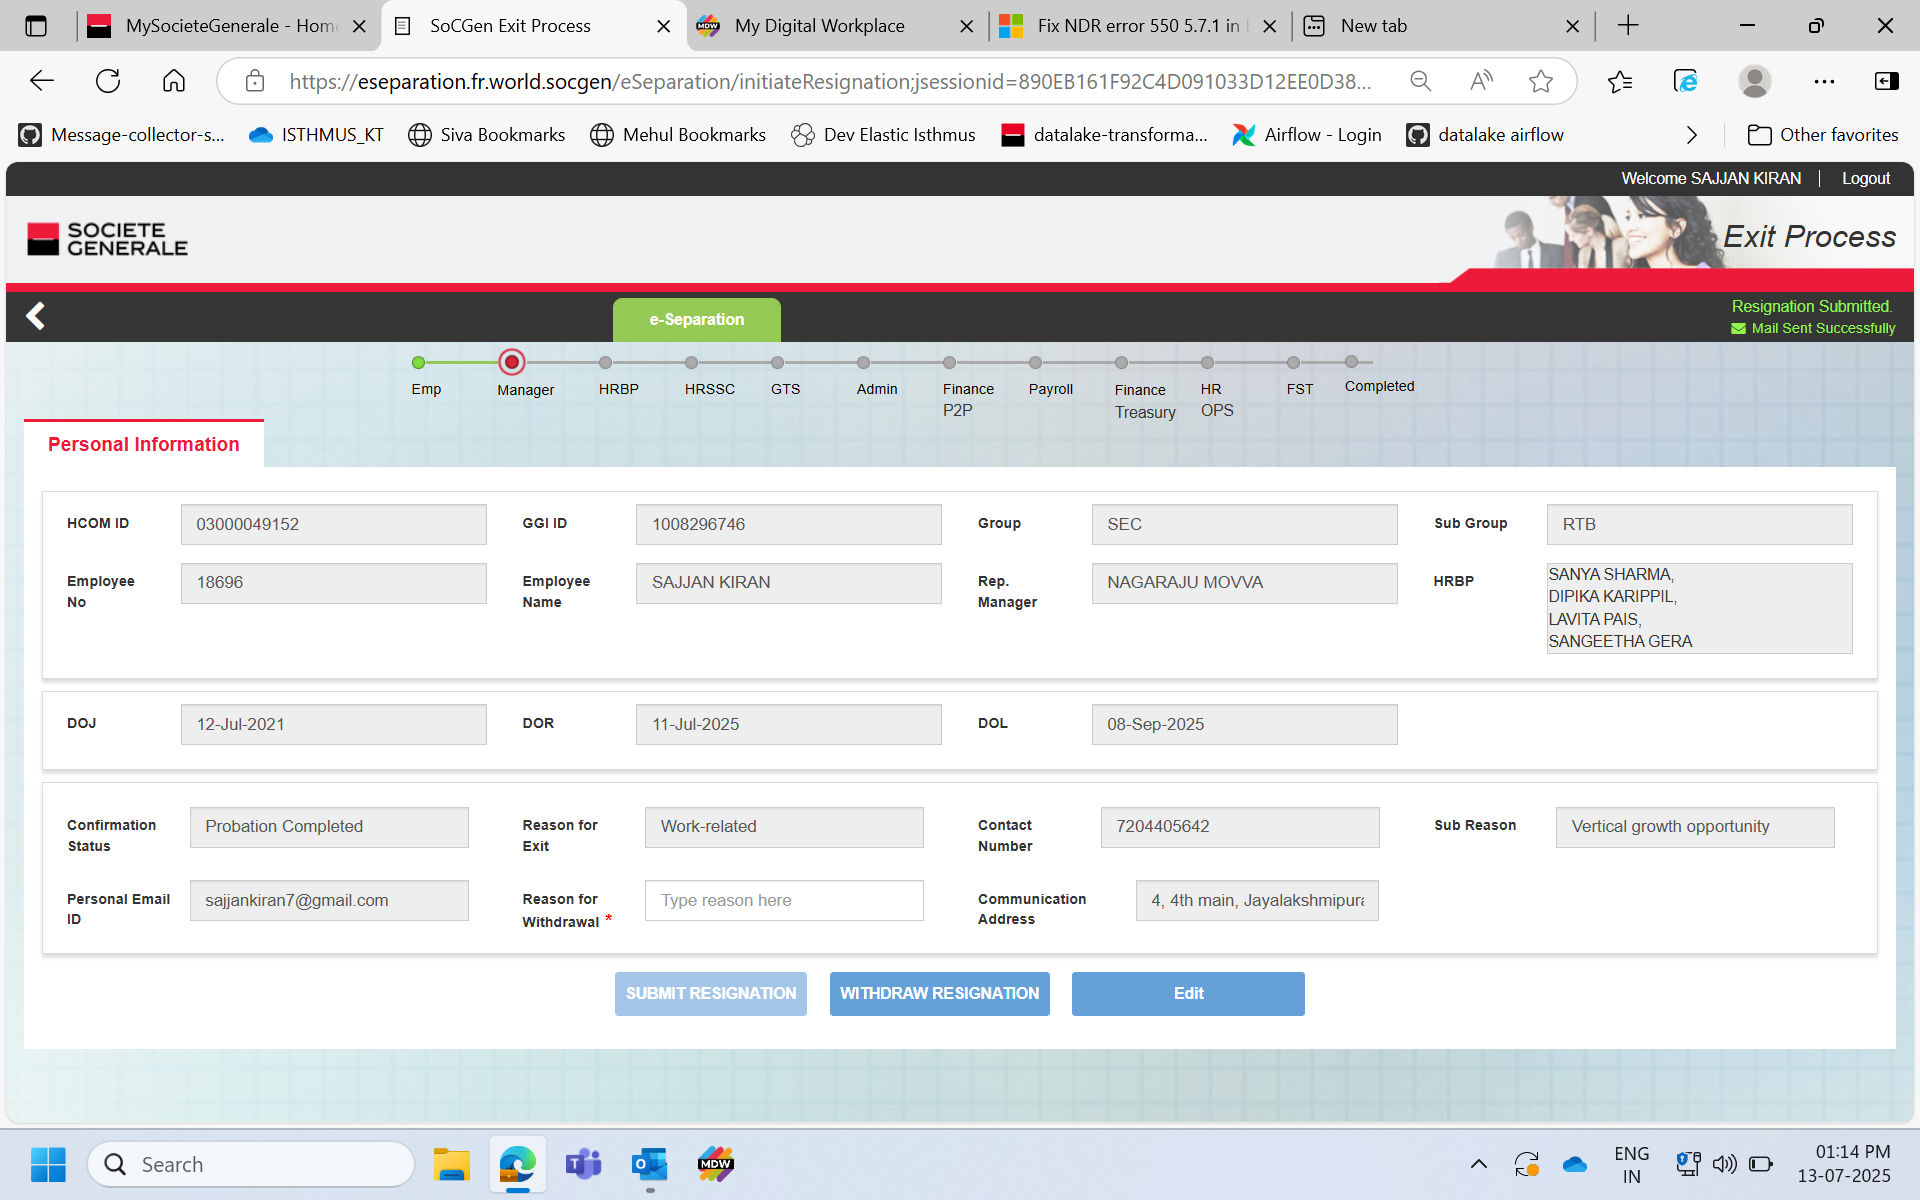 MySocieteGenerale - Hom
SoCGen Exit Process
My Digital Workplace
Fix NDR error 550 5.7.1 in E
New tab
https://eseparation.fr.world.socgen/eSeparation/initiateResignation;jsessionid=890EB161F92C4D091033D12EE0D38...
Message-collector-s...
ISTHMUS_KT
Siva Bookmarks
Mehul Bookmarks
Dev Elastic Isthmus
datalake-transforma...
Airflow - Login
datalake airflow
Other favorites
Welcome SAJJAN KIRAN
Logout
SOCIETE
GENERALE
Exit Process
e-Separation
Resignation Submitted.
Mail Sent Successfully
Emp
Manager
HRBP
HRSSC
GTS
Admin
Finance
P2P
Payroll
Finance
Treasury
HR
OPS
FST
Completed
Personal Information
HCOM ID
03000049152
GGI ID
1008296746
Group
SEC
Sub Group
RTB
Employee
No
18696
Employee
Name
SAJJAN KIRAN
Rep.
Manager
NAGARAJU MOVVA
HRBP
SANYA SHARMA,
DIPIKA KARIPPIL,
LAVITA PAIS,
SANGEETHA GERA
DOJ
12-Jul-2021
DOR
11-Jul-2025
DOL
08-Sep-2025
Confirmation
Status
Probation Completed
Reason for
Exit
Work-related
Contact
Number
7204405642
Sub Reason
Vertical growth opportunity
Personal Email
ID
sajjankiran7@gmail.com
Reason for
Withdrawal *
Type reason here
Communication
Address
4, 4th main, Jayalakshmipura
SUBMIT RESIGNATION
WITHDRAW RESIGNATION
Edit
Search
MDW
ENG
IN
01:14 PM
13-07-2025